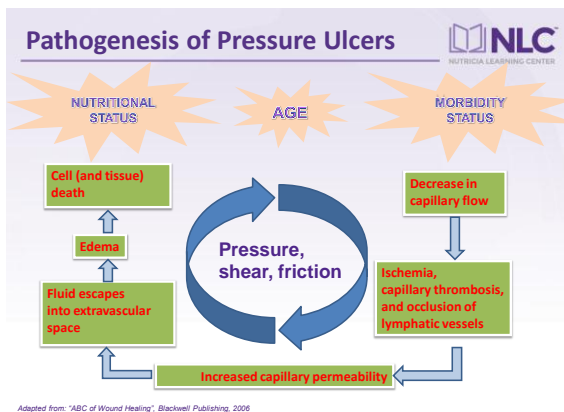 Pathogenesis of Pressure Ulcers
NLC™
NUTRICIA LEARNING CENTER
NUTRITIONAL
STATUS
AGE
MORBIDITY
STATUS
Cell (and tissue)
death
Decrease in
capillary flow
Edema
Pressure,
shear, friction
Ischemia,
capillary thrombosis,
and occlusion of
lymphatic vessels
Fluid escapes
into extravascular
space
Increased capillary permeability
Adapted from: "ABC of Wound Healing", Blackwell Publishing, 2006